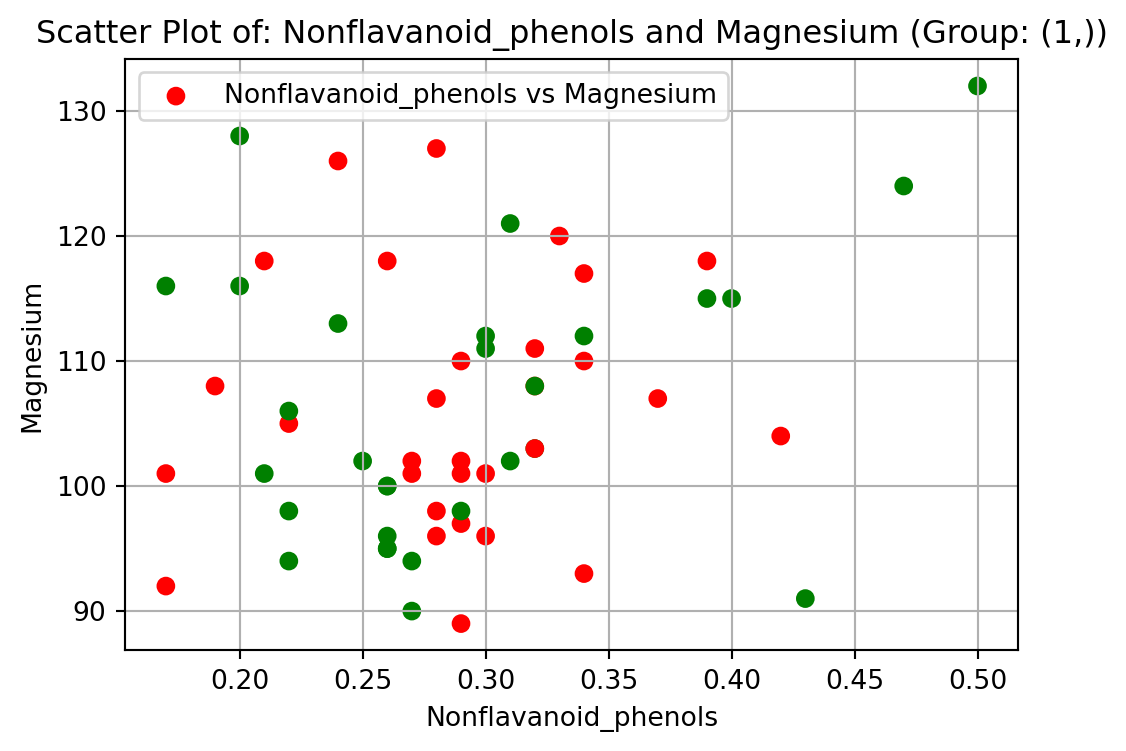 Scatter Plot of: Nonflavanoid_phenols and Magnesium (Group: (1,))
Nonflavanoid_phenols vs Magnesium
130
120
110
100
90
Magnesium
0.20 0.25 0.30 0.35 0.40 0.45 0.50
Nonflavanoid_phenols